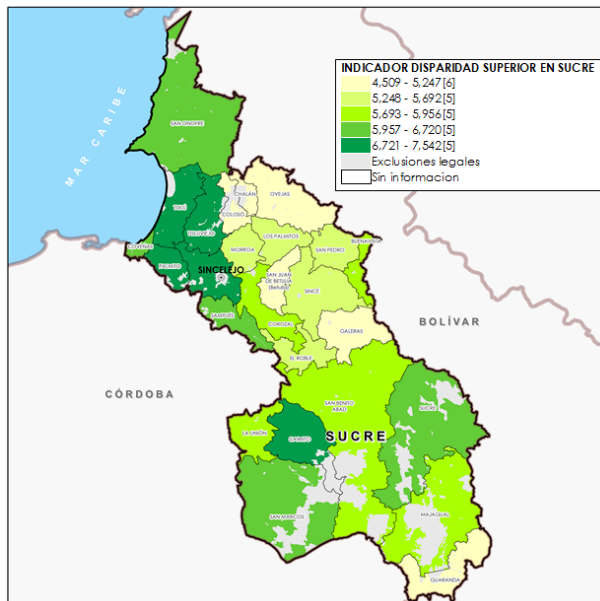 INDICADOR DISPARIDAD SUPERIOR EN SUCRE
4,509 - 5,247[6]
5,248 - 5,692[5]
5,693 - 5,956[5]
5,957 - 6,720[5]
6,721 - 7,542[5]
Exclusiones legales
Sin informacion
MAR CARIBE
SAN ONOFRE
CHALAN
OVEJAS
COLOSO
TOLÚ
TOLUVIEJO
LOS PALMITOS
MORROA
SAN PEDRO
BUENAVISTA
COVEÑAS
PALMITO
SINCELEJO
SAN JUAN
DE BETULIA
(Betulia)
SINCÉ
SAMPUÉS
COROZAL
GALERAS
BOLÍVAR
EL ROBLE
CÓRDOBA
SAN BENITO
ABAD
SUCRE
LA UNIÓN
CAIMITO
SUCRE
SAN MARCOS
MAJAGUAL
GUARANDA